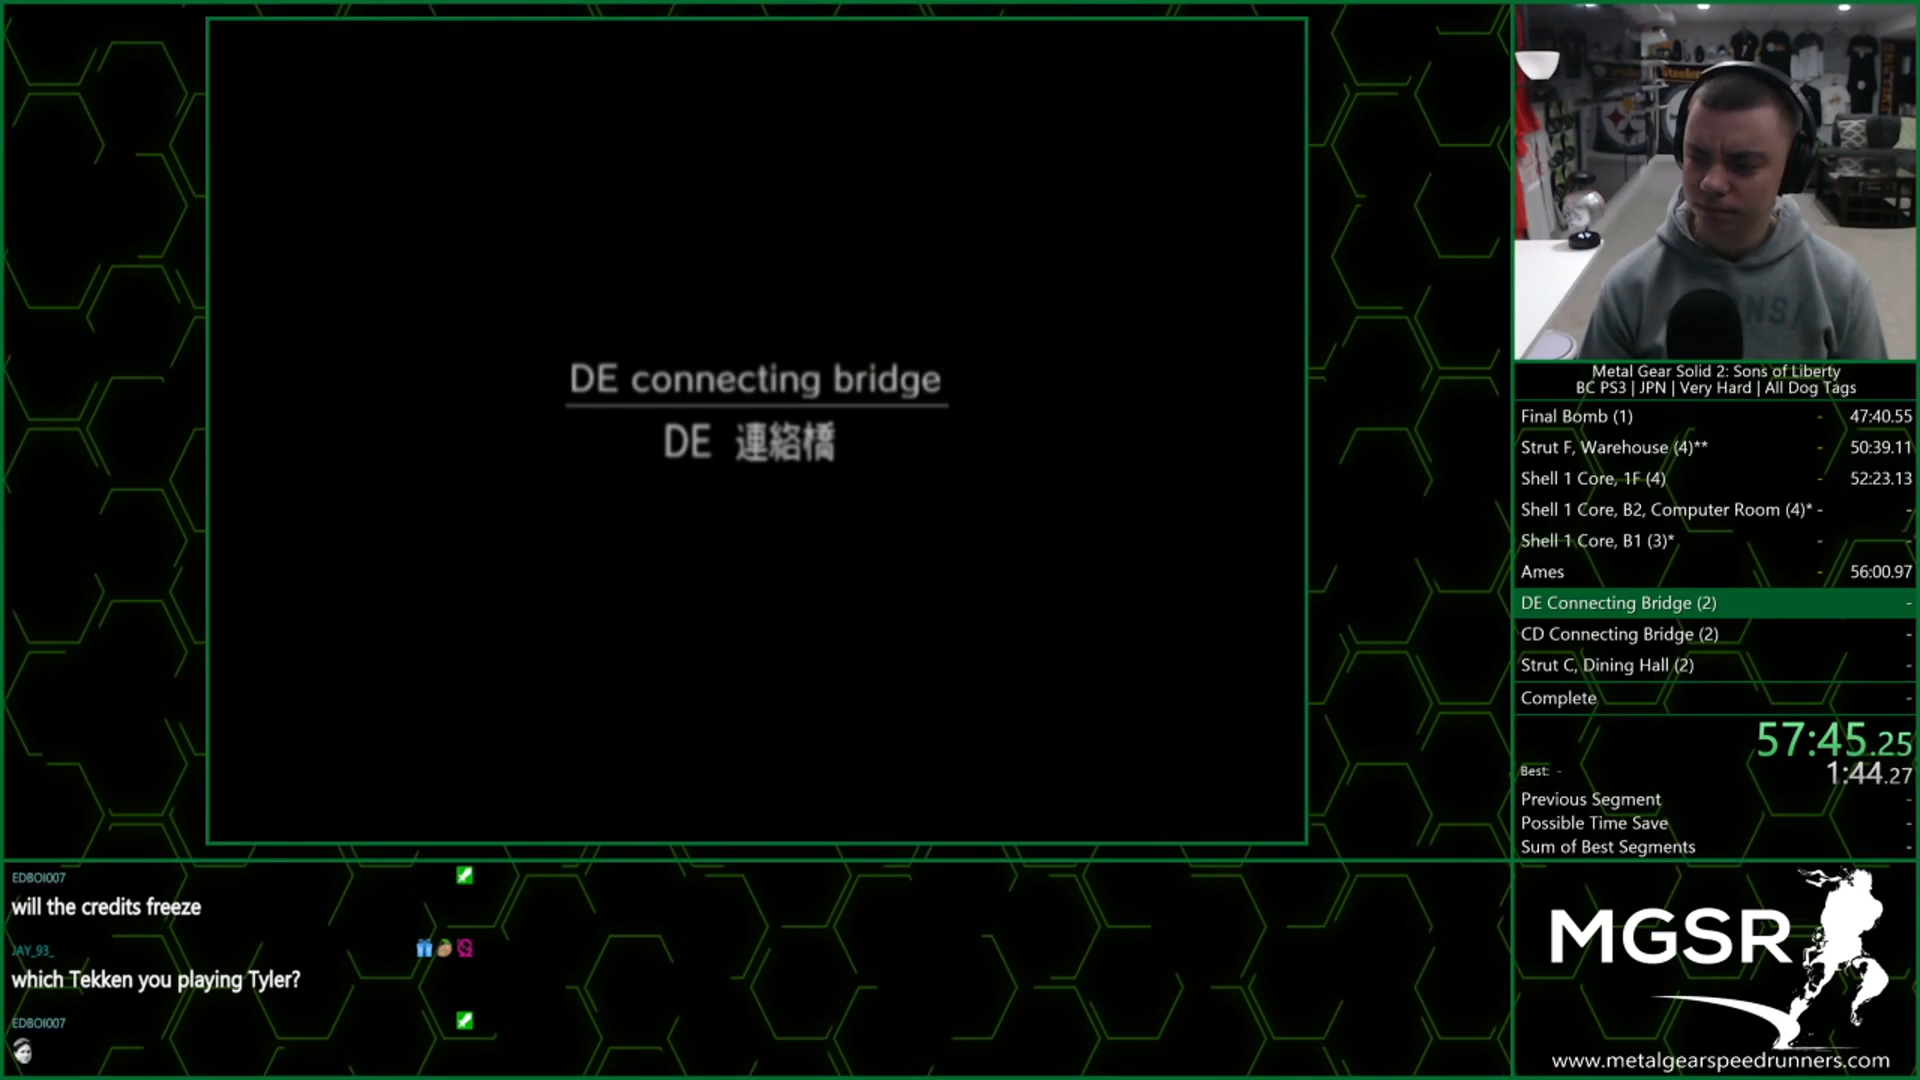 DE connecting bridge
DE 連絡橋
Steelers
Metal Gear Solid 2: Sons of Liberty
BC PS3 | JPN | Very Hard | All Dog Tags
Final Bomb (1) - 47:40.55
Strut F, Warehouse (4)** - 50:39.11
Shell 1 Core, 1F (4) - 52:23.13
Shell 1 Core, B2, Computer Room (4)* - -
Shell 1 Core, B1 (3)* - -
Ames - 56:00.97
DE Connecting Bridge (2) -
CD Connecting Bridge (2) -
Strut C, Dining Hall (2) -
Complete -
57:45.25
Best: - 1:44.27
Previous Segment -
Possible Time Save -
Sum of Best Segments -
EDBOI007
will the credits freeze
JAY_93_
which Tekken you playing Tyler?
EDBOI007
MGSR
www.metalgearspeedrunners.com